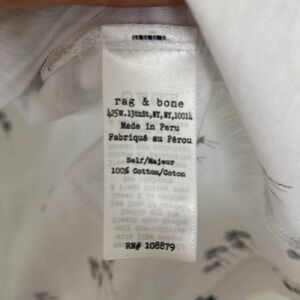 rag & bone
425W.13thSt,NY,NY,10014
Made in Peru
Fabriqué au Pérou
Self/Majeur
100% Cotton/Coton
RN# 108879